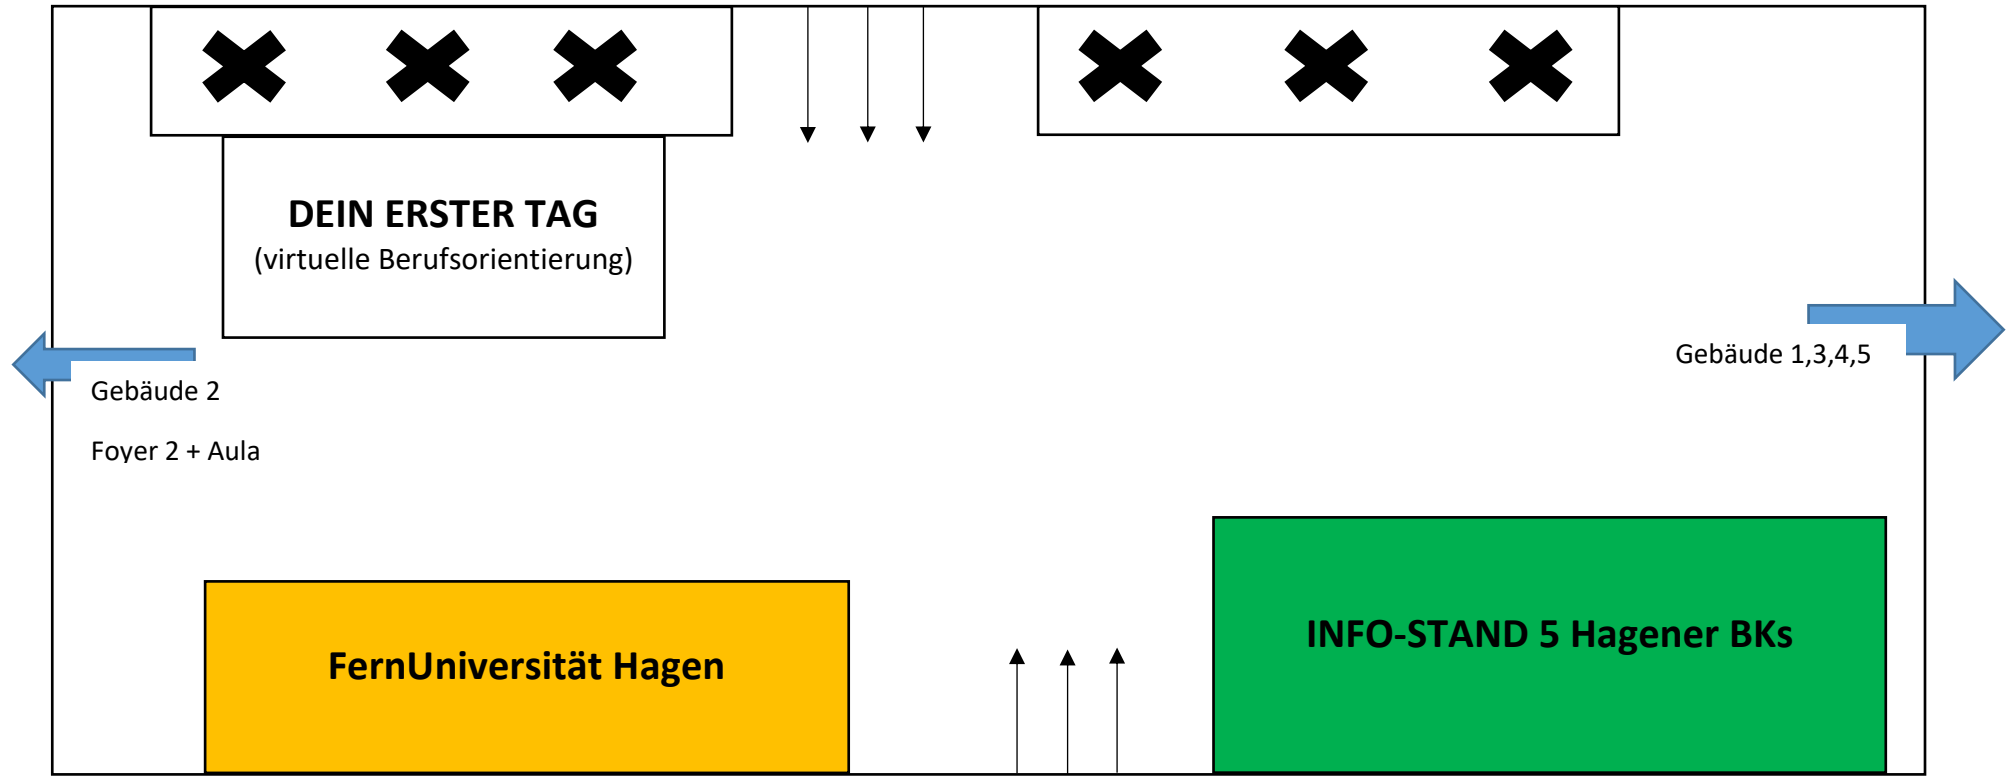 DEIN ERSTER TAG
(virtuelle Berufsorientierung)
Gebäude 1,3,4,5
Gebäude 2
Foyer 2 + Aula
INFO-STAND 5 Hagener BKs
FernUniversität Hagen